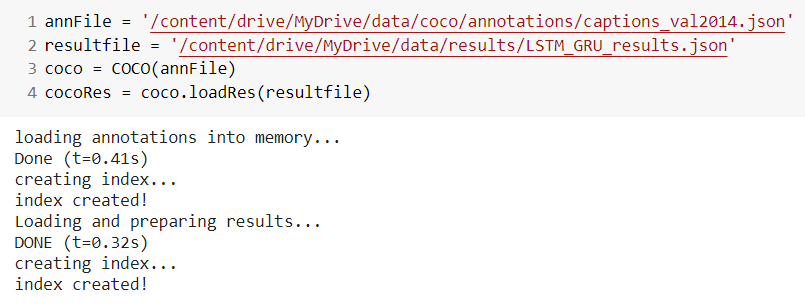 1 annFile = '/content/drive/MyDrive/data/coco/annotations/captions_val2014.json'
2 resultfile = '/content/drive/MyDrive/data/results/LSTM_GRU_results.json'
3 coco = COCO(annFile)
4 cocoRes = coco.loadRes(resultfile)
loading annotations into memory...
Done (t=0.41s)
creating index...
index created!
Loading and preparing results...
DONE (t=0.32s)
creating index...
index created!